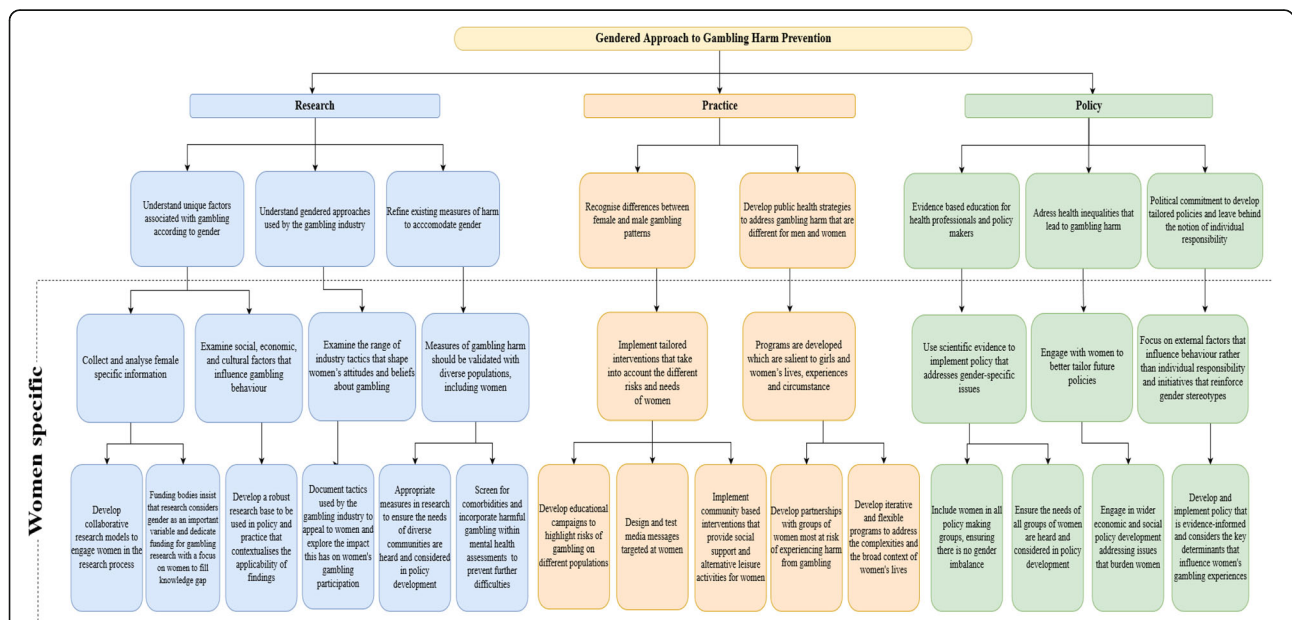 Gendered Approach to Gambling Harm Prevention
Research
Practice
Policy
Understand unique factors
associated with gambling
according to gender
Understand gendered approaches
used by the gambling industry
Refine existing measures of harm
to acccomodate gender
Recognise differences between
female and male gambling
patterns
Develop public health strategies
to address gambling harm that are
different for men and women
Evidence based education for
health professionals and policy
makers
Adress health inequalities that
lead to gambling harm
Political commitment to develop
tailored policies and leave behind
the notion of individual
responsibility
Women specific
Collect and analyse female
specific information
Examine social, economic,
and cultural factors that
influence gambling
behaviour
Examine the range of
industry tactics that shape
women's attitudes and beliefs
about gambling
Measures of gambling harm
should be validated with
diverse populations,
including women
Implement tailored
interventions that take
into account the different
risks and needs
of women
Programs are developed
which are salient to girls and
women's lives, experiences
and circumstance
Use scientific evidence to
implement policy that
addresses gender-specific
issues
Engage with women to
better tailor future
policies
Focus on external factors that
influence behaviour rather
than individual responsibility
and initiatives that reinforce
gender stereotypes
Develop
collaborative
research models to
engage women in the
research process
Funding bodies insist
that research considers
gender as an important
variable and dedicate
funding for gambling
research with a focus
on women to fill
knowledge gap
Develop a robust
research base to be
used in policy and
practice that
contextualises the
applicability of
findings
Document tactics
used by the
gambling industry to
appeal to women and
explore the impact
this has on women's
gambling
participation
Appropriate
measures in research
to ensure the needs
of diverse
communities are
heard and considered
in policy
development
Screen for
comorbidities and
incorporate harmful
gambling within
mental health
assessments to
prevent further
difficulties
Develop educational
campaigns to
highlight risks of
gambling on
different populations
Design and test
media messages
targeted at women
Implement
community based
interventions that
provide social
support and
alternative leisure
activities for women
Develop partnerships
with groups of
women most at risk
of experiencing harm
from gambling
Develop iterative
and flexible
programs to address
the complexities and
the broad context of
women's lives
Include women in all
policy making
groups, ensuring
there is no gender
imbalance
Ensure the needs of
all groups of women
are heard and
considered in policy
development
Engage in wider
economic and social
policy development
addressing issues
that burden women
Develop and
implement policy that
is evidence-informed
and considers the key
determinants that
influence women's
gambling experiences